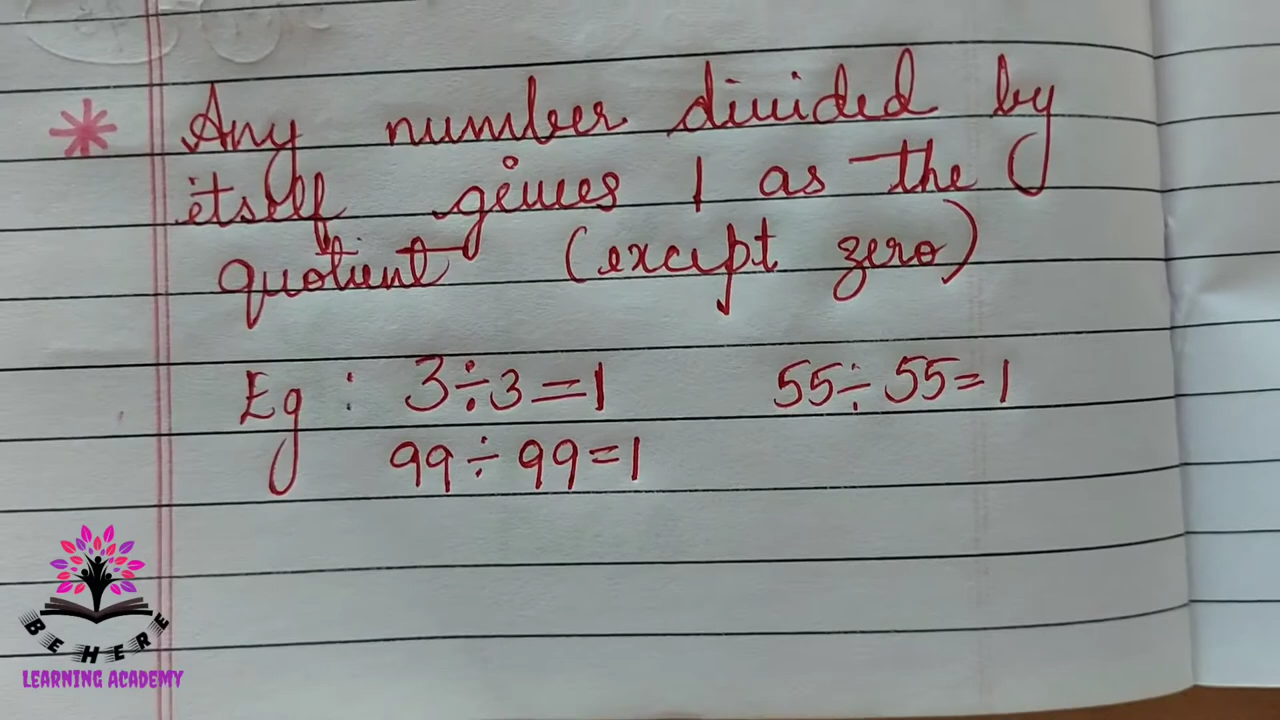 * Any number divided by
itself gives 1 as the
quotient (except zero)
Eg : 3÷3=1 55÷55=1
99÷99=1
BEHERE
LEARNING ACADEMY